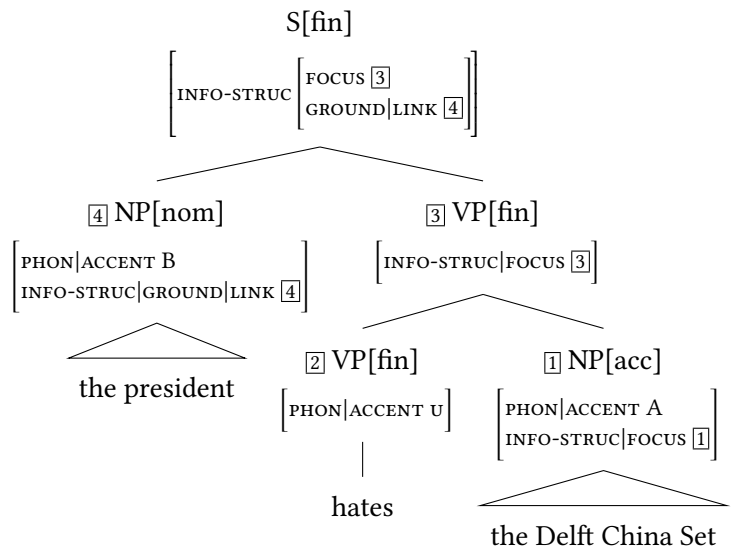 S[fin]
INFO-STRUC [FOCUS 3
GROUND|LINK 4]
4 NP[nom] 3 VP[fin]
[PHON|ACCENT B
INFO-STRUC|GROUND|LINK 4] [INFO-STRUC|FOCUS 3]
2 VP[fin] 1 NP[acc]
the president
[PHON|ACCENT U] [PHON|ACCENT A
INFO-STRUC|FOCUS 1]
hates
the Delft China Set